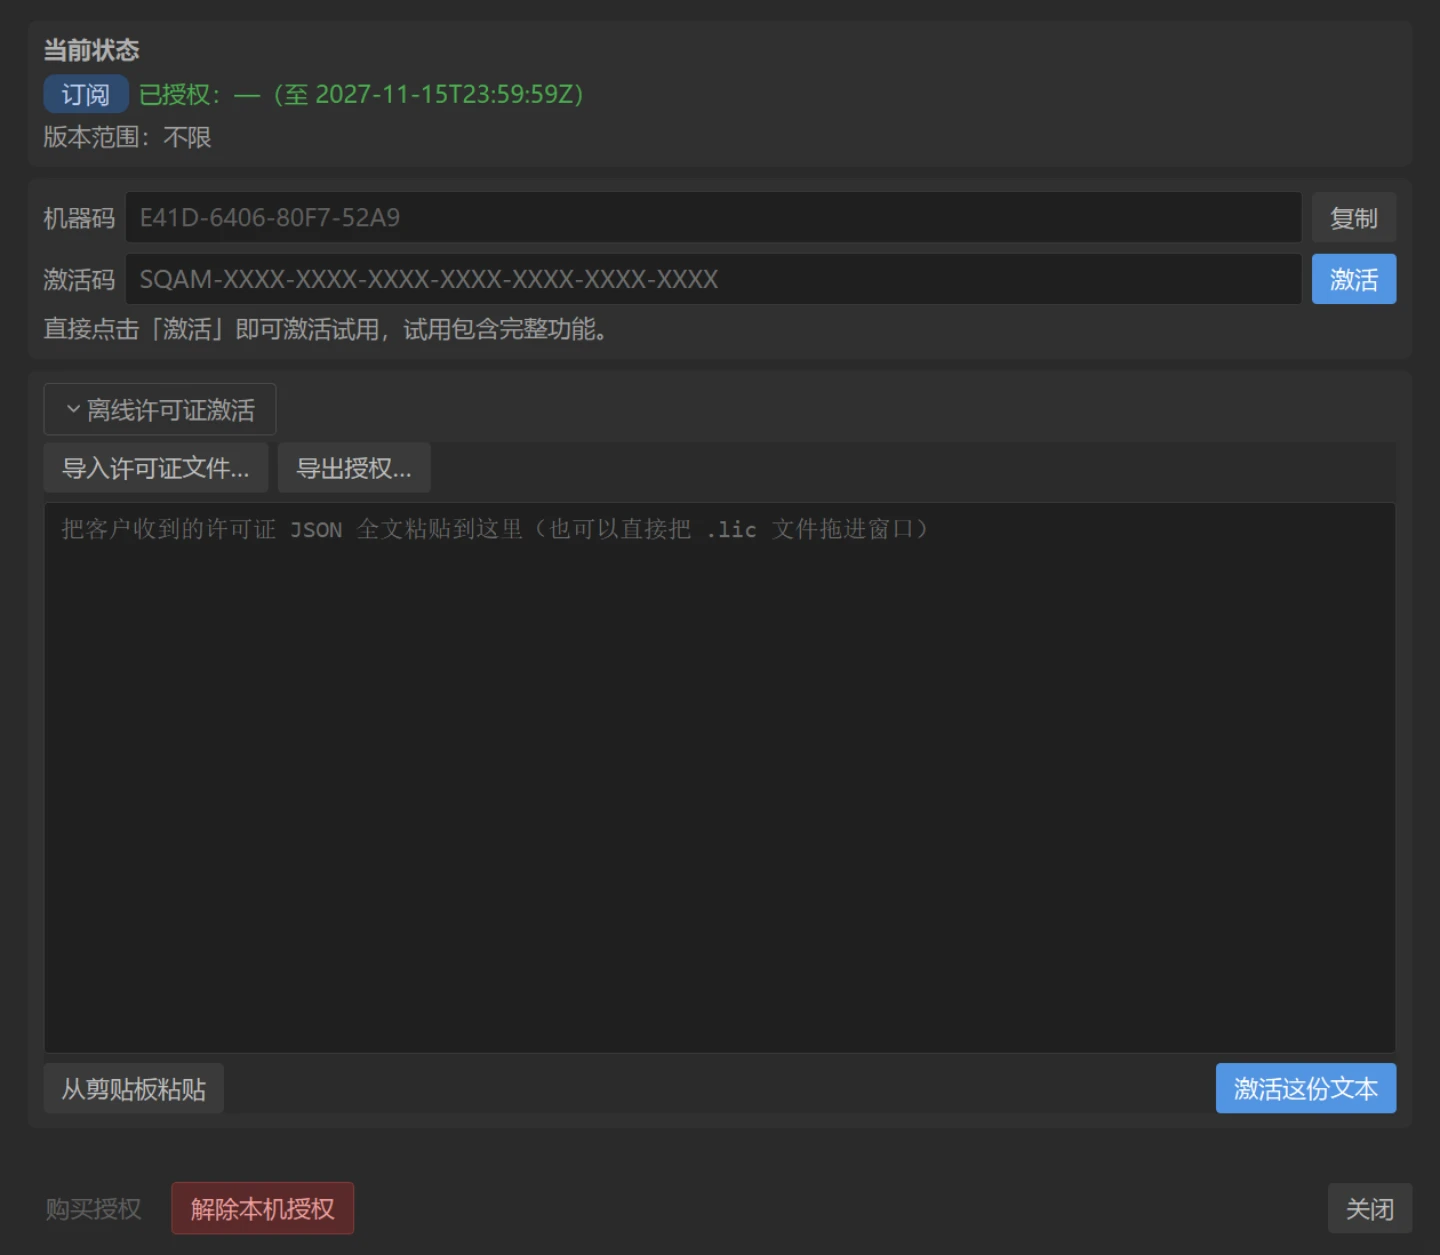 当前状态
订阅 已授权：—（至 2027-11-15T23:59:59Z）
版本范围：不限
机器码 E41D-6406-80F7-52A9 复制
激活码 SQAM-XXXX-XXXX-XXXX-XXXX-XXXX-XXXX-XXXX 激活
直接点击「激活」即可激活试用，试用包含完整功能。
离线许可证激活
导入许可证文件... 导出授权...
把客户收到的许可证 JSON 全文粘贴到这里（也可以直接把 .lic 文件拖进窗口）
从剪贴板粘贴 激活这份文本
购买授权 解除本机授权 关闭